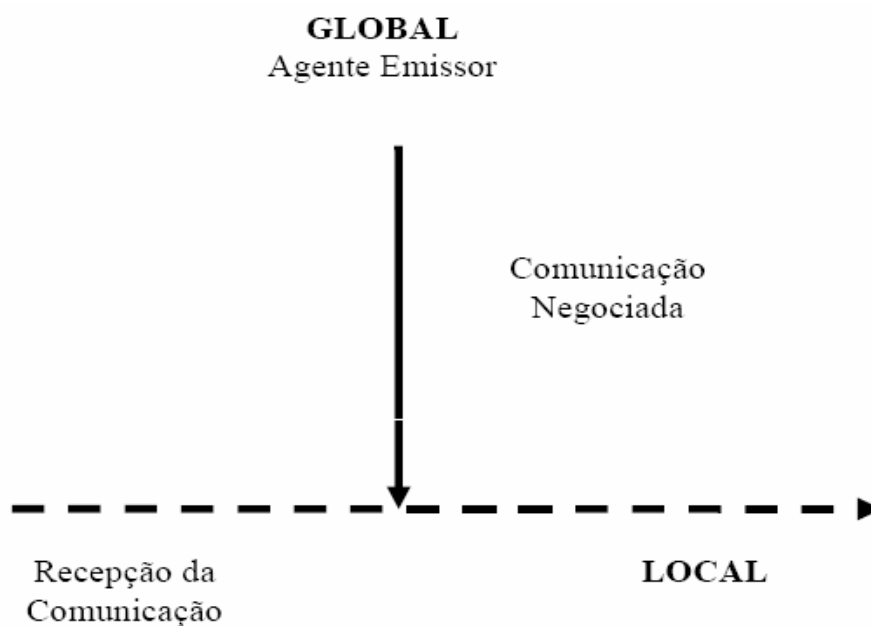 GLOBAL
Agente Emissor
Comunicação
Negociada
Recepção da
Comunicação
LOCAL